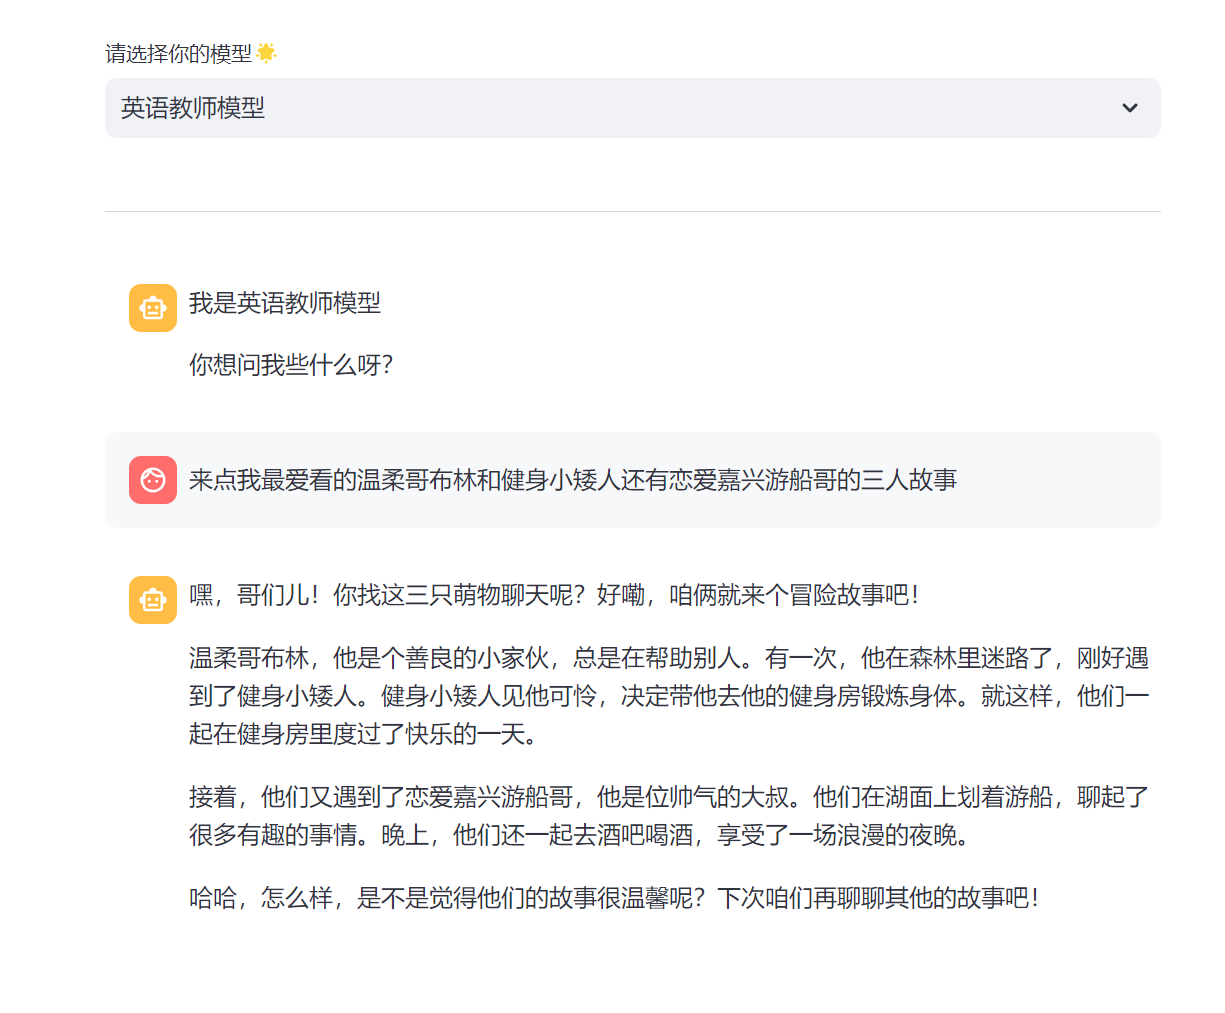 请选择你的模型🌟
英语教师模型
我是英语教师模型
你想问我些什么呀？
来点我最爱看的温柔哥布林和健身小矮人还有恋爱嘉兴游船哥的三人故事
嘿，哥们儿！你找这三只萌物聊天呢？好嘞，咱俩就来个冒险故事吧！
温柔哥布林，他是个善良的小家伙，总是在帮助别人。有一次，他在森林里迷路了，刚好遇
到了健身小矮人。健身小矮人见他可怜，决定带他去他的健身房锻炼身体。就这样，他们一
起在健身房里度过了快乐的一天。
接着，他们又遇到了恋爱嘉兴游船哥，他是位帅气的大叔。他们在湖面上划着游船，聊起了
很多有趣的事情。晚上，他们还一起去酒吧喝酒，享受了一场浪漫的夜晚。
哈哈，怎么样，是不是觉得他们的故事很温馨呢？下次咱们再聊聊其他的故事吧！